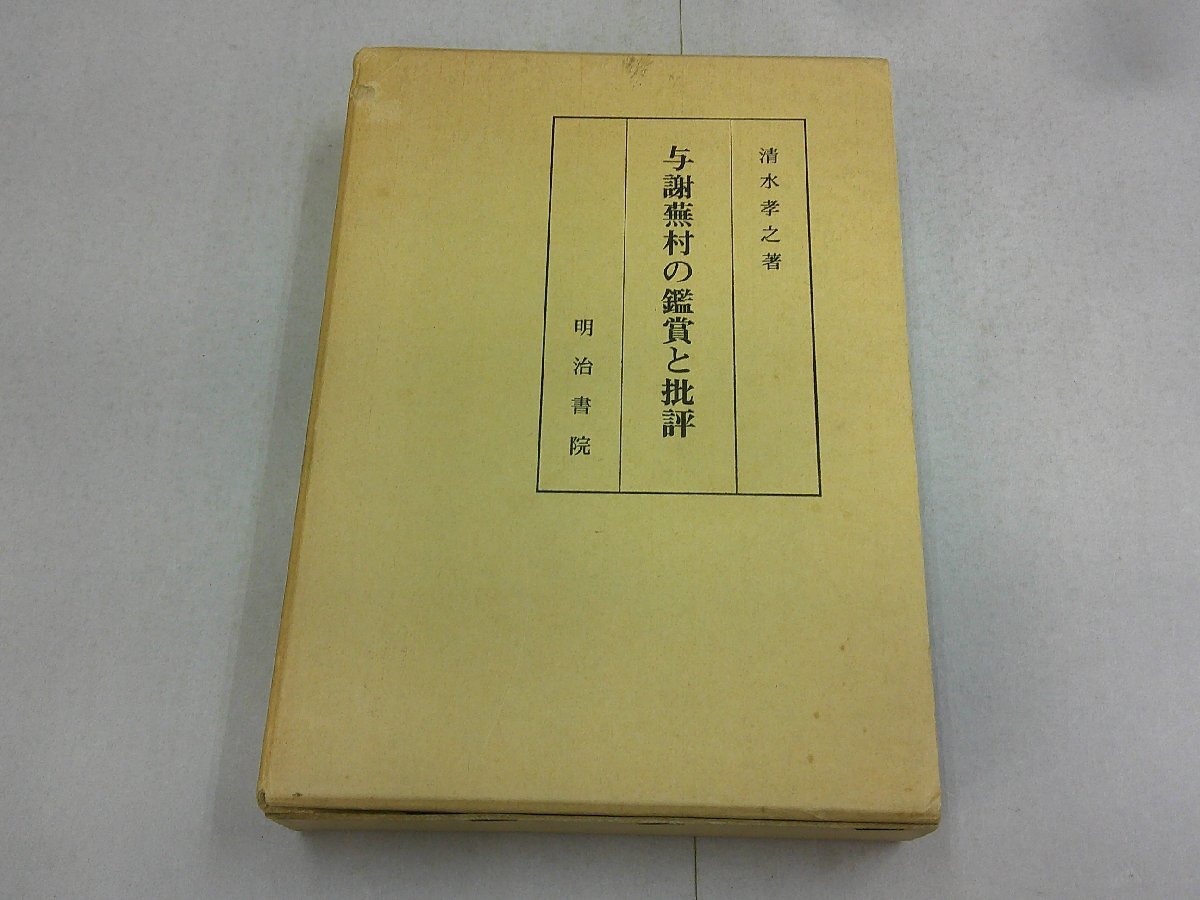 清水孝之著
与謝蕪村の鑑賞と批評
明治書院